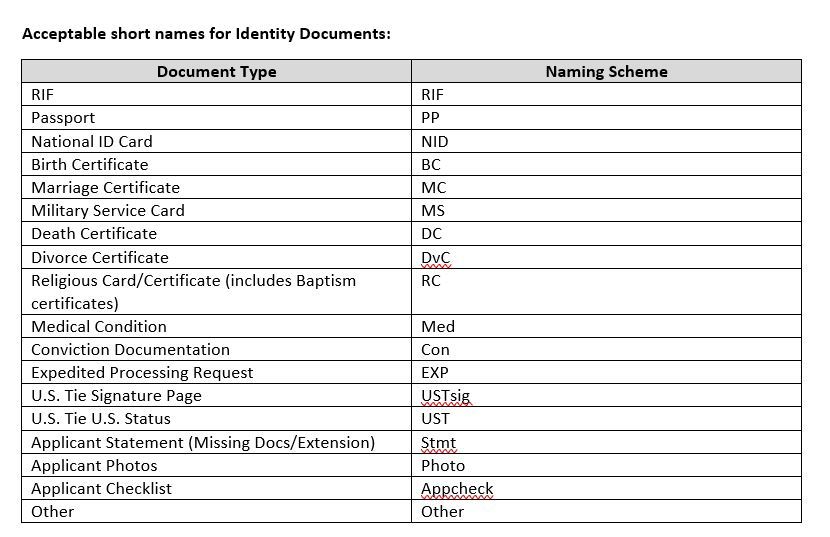 Acceptable short names for Identity Documents:
Document Type Naming Scheme
RIF RIF
Passport PP
National ID Card NID
Birth Certificate BC
Marriage Certificate MC
Military Service Card MS
Death Certificate DC
Divorce Certificate DvC
Religious Card/Certificate (includes Baptism RC
certificates)
Medical Condition Med
Conviction Documentation Con
Expedited Processing Request EXP
U.S. Tie Signature Page USTsig
U.S. Tie U.S. Status UST
Applicant Statement (Missing Docs/Extension) Stmt
Applicant Photos Photo
Applicant Checklist Appcheck
Other Other